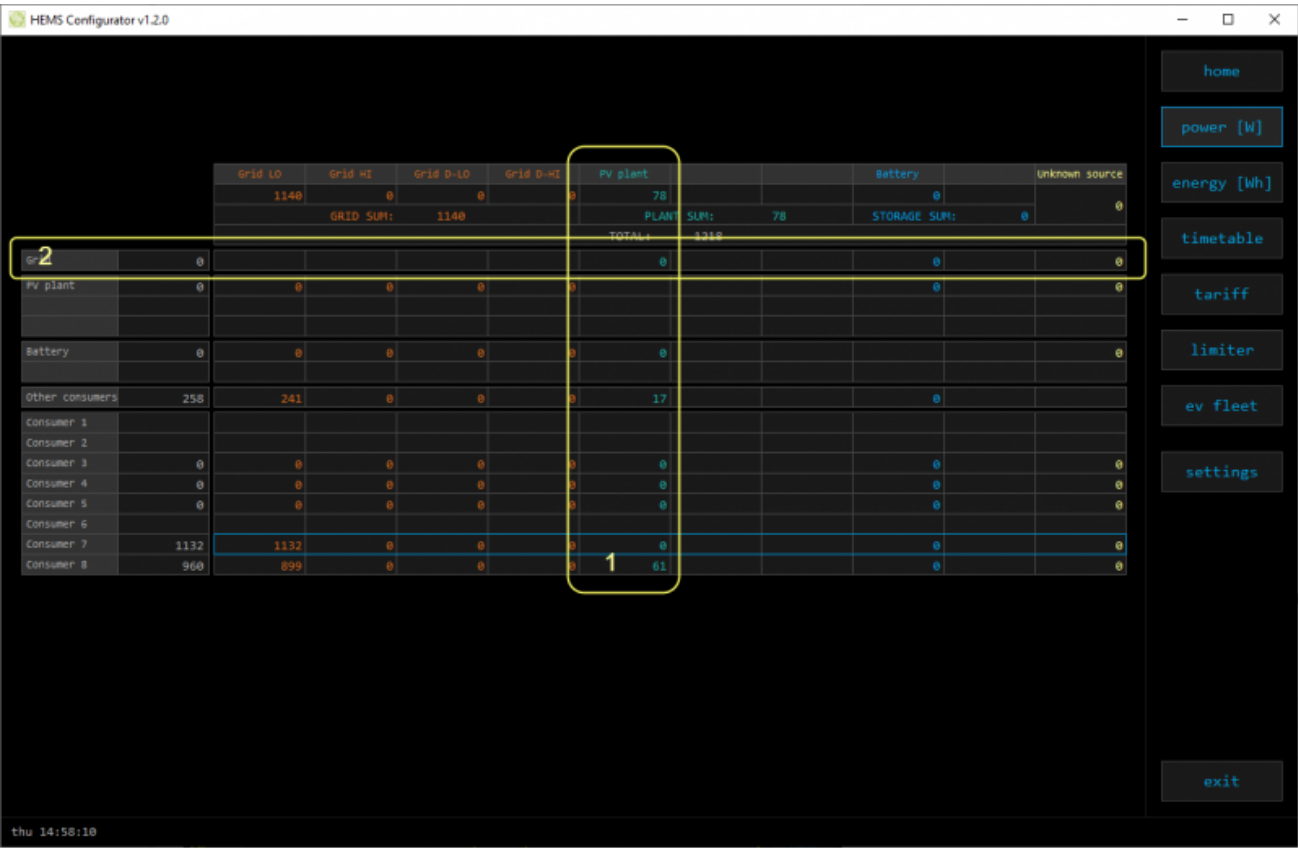 HEMS Configurator v1.2.0
home
power [W]
energy [Wh]
timetable
tariff
limiter
ev fleet
settings
exit
Grid LO Grid HI Grid D-LO Grid D-HI PV plant Battery Unknown source
1140 0 0 0 78 0 0
GRID SUM: 1140 PLANT SUM: 78 STORAGE SUM: 0
TOTAL: 1218
2 0 0 0 0
PV plant 0 0 0 0 0 0 0
Battery 0 0 0 0 0 0 0
Other consumers 258 241 0 0 0 17 0
Consumer 1
Consumer 2
Consumer 3 0 0 0 0 0 0 0 0
Consumer 4 0 0 0 0 0 0 0 0
Consumer 5 0 0 0 0 0 0 0 0
Consumer 6
Consumer 7 1132 1132 0 0 0 0 0 0
Consumer 8 960 899 0 0 0 1 61 0 0
thu 14:58:10